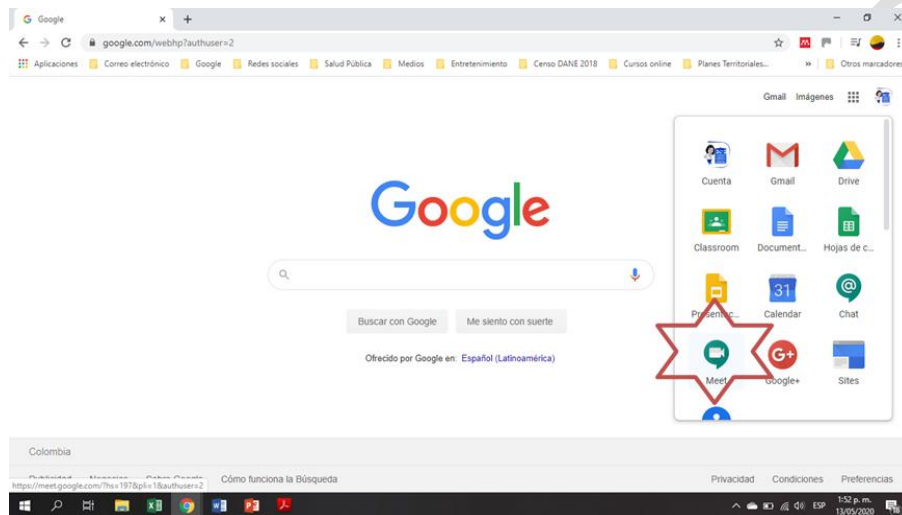 Google
google.com/webhp?authuser=2
Aplicaciones Correo electrónico Google Redes sociales Salud Pública Medios Entretenimiento Censo DANE 2018 Cursos online Planes Territoriales... » Otros marcadores
Gmail Imágenes
Cuenta Gmail Drive
Classroom Document... Hojas de c...
31
Presentac... Calendar Chat
G+
Meet Google+ Sites
Google
Buscar con Google Me siento con suerte
Ofrecido por Google en: Español (Latinoamérica)
Colombia
Cómo funciona la Búsqueda Privacidad Condiciones Preferencias
https://meet.google.com/?hs=197&pli=1&authuser=2
ESP 1:52 p. m.
13/05/2020